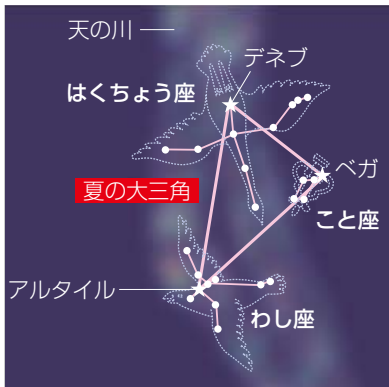 天の川
デネブ
はくちょう座
ベガ
夏の大三角
こと座
アルタイル
わし座